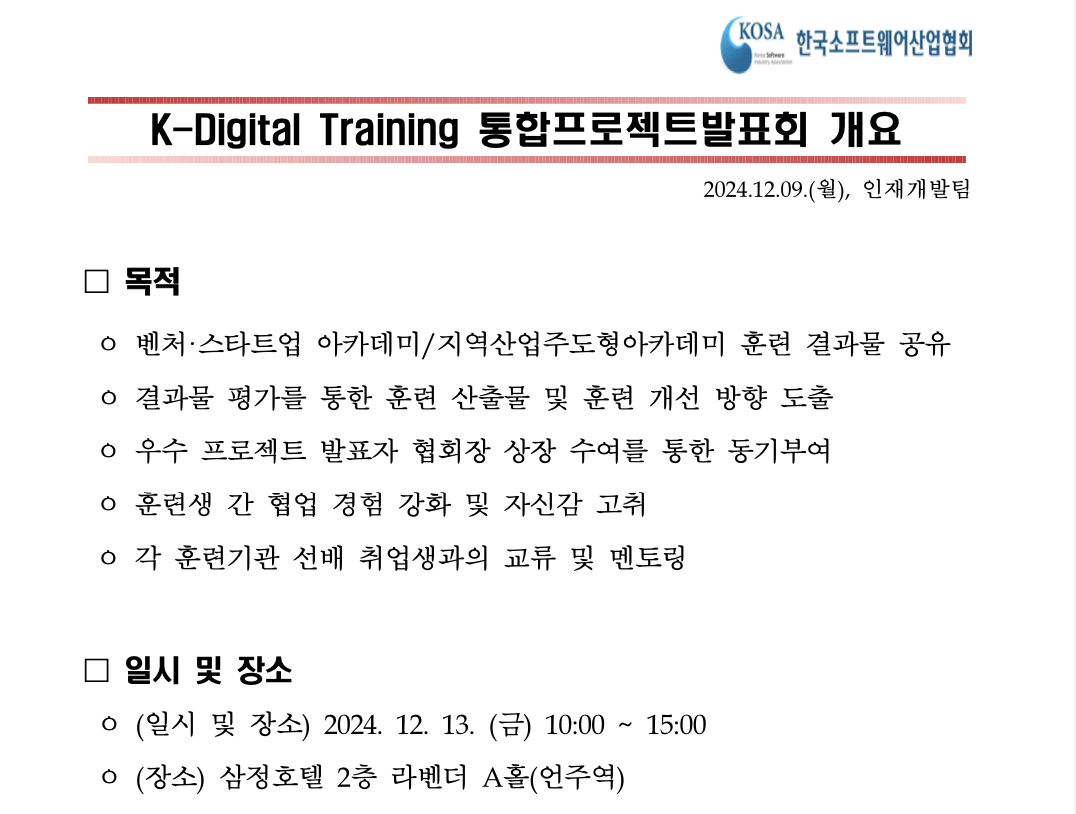 KOSA 한국소프트웨어산업협회
Korea Software
Industry Association
K-Digital Training 통합프로젝트발표회 개요
2024.12.09.(월), 인재개발팀
□ 목적
ㅇ 벤처·스타트업 아카데미/지역산업주도형아카데미 훈련 결과물 공유
ㅇ 결과물 평가를 통한 훈련 산출물 및 훈련 개선 방향 도출
ㅇ 우수 프로젝트 발표자 협회장 상장 수여를 통한 동기부여
ㅇ 훈련생 간 협업 경험 강화 및 자신감 고취
ㅇ 각 훈련기관 선배 취업생과의 교류 및 멘토링
□ 일시 및 장소
ㅇ (일시 및 장소) 2024. 12. 13. (금) 10:00 ~ 15:00
ㅇ (장소) 삼정호텔 2층 라벤더 A홀(언주역)